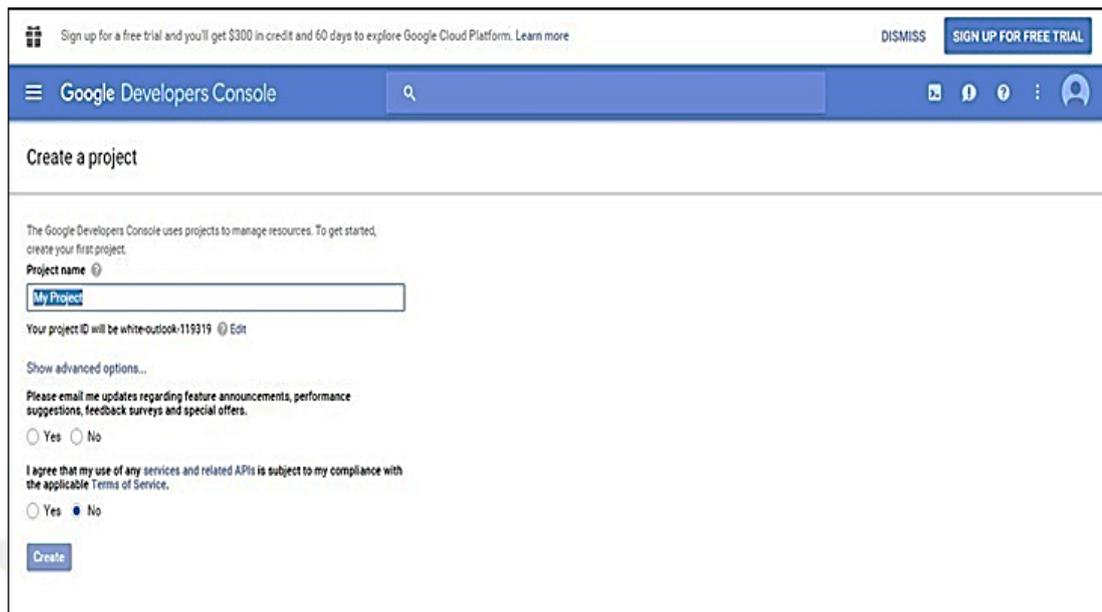 Sign up for a free trial and you'll get $300 in credit and 60 days to explore Google Cloud Platform. Learn more
DISMISS
SIGN UP FOR FREE TRIAL
Google Developers Console
Create a project
The Google Developers Console uses projects to manage resources. To get started,
create your first project.
Project name
My Project
Your project ID will be white-outlook-119319 Edit
Show advanced options...
Please email me updates regarding feature announcements, performance
suggestions, feedback surveys and special offers.
Yes No
I agree that my use of any services and related APIs is subject to my compliance with
the applicable Terms of Service.
Yes No
Create